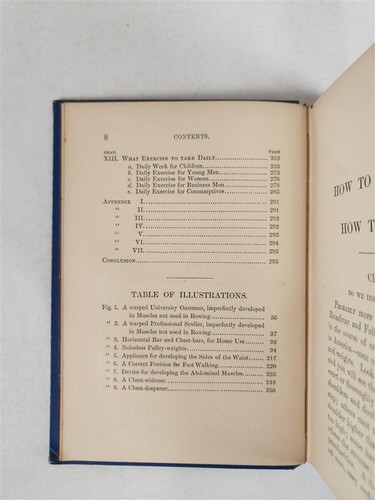 8 CONTENTS.
CHAP. PAGE
XIII. What Exercise to take Daily 232
a. Daily Work for Children 233
b. Daily Exercise for Young Men 273
c. Daily Exercise for Women 276
d. Daily Exercise for Business Men 278
e. Daily Exercise for Consumptives 285
Appendix I. 291
" II. 291
" III. 292
" IV. 292
" V. 293
" VI. 294
" VII. 295
Conclusion 295
TABLE OF ILLUSTRATIONS.
Fig. 1. A warped University Oarsman, imperfectly developed
in Muscles not used in Rowing 36
" 2. A warped Professional Sculler, imperfectly developed
in Muscles not used in Rowing 37
" 3. Horizontal Bar and Chest-bars, for Home Use 92
" 4. Noiseless Pulley-weights 94
" 5. Appliance for developing the Sides of the Waist 217
" 6. A Correct Position for Fast Walking 220
" 7. Device for developing the Abdominal Muscles 225
" 8. A Chest-widener 248
" 9. A Chest-deepener 250
HOW TO
HOW T
DO WE IN
Probably more